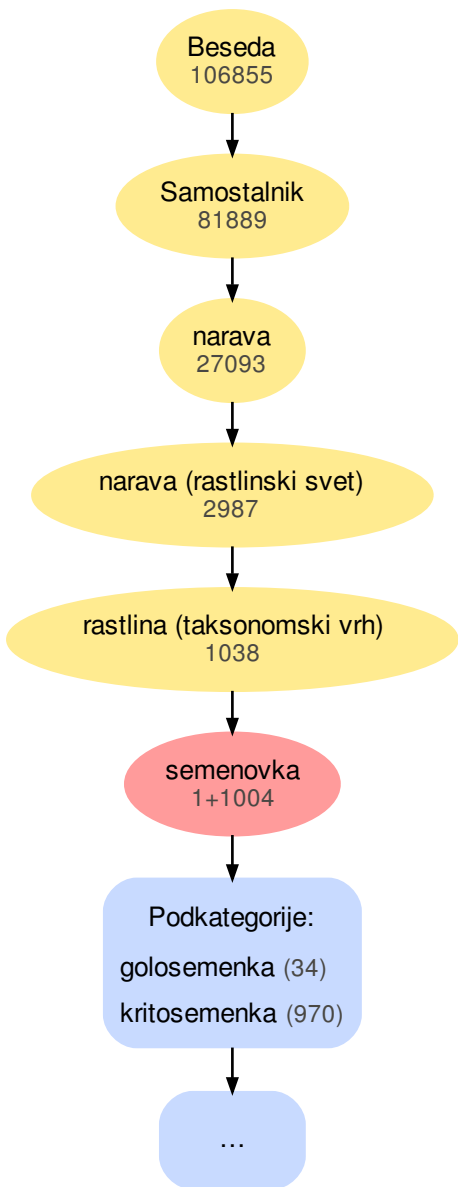 Beseda
106855
Samostalnik
81889
narava
27093
narava (rastlinski svet)
2987
rastlina (taksonomski vrh)
1038
semenovka
1+1004
Podkategorije:
golosemenka (34)
kritosemenka (970)
...